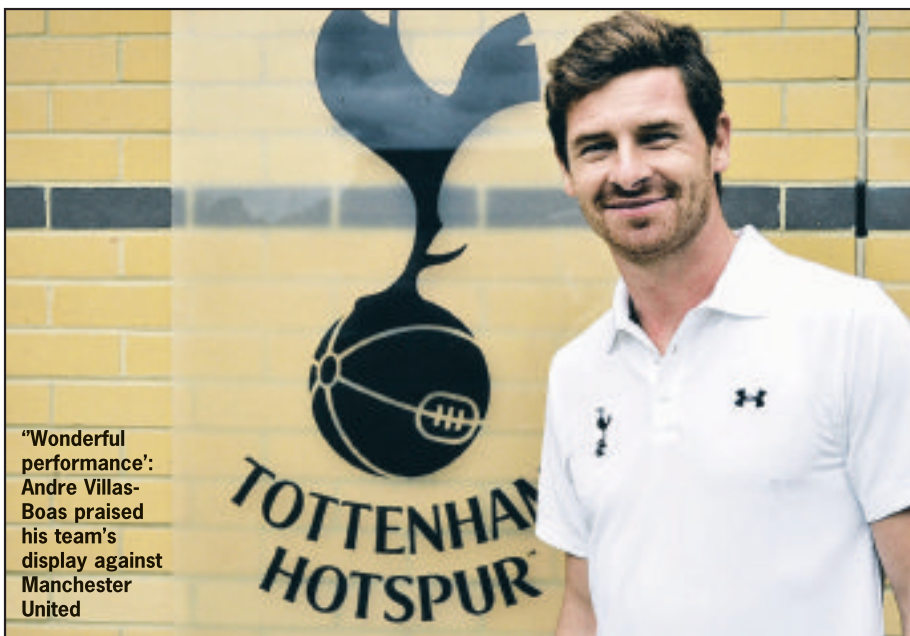 ‘’Wonderful
performance’:
Andre Villas-
Boas praised
his team’s
display against
Manchester
United
TOTTENHAM
HOTSPUR